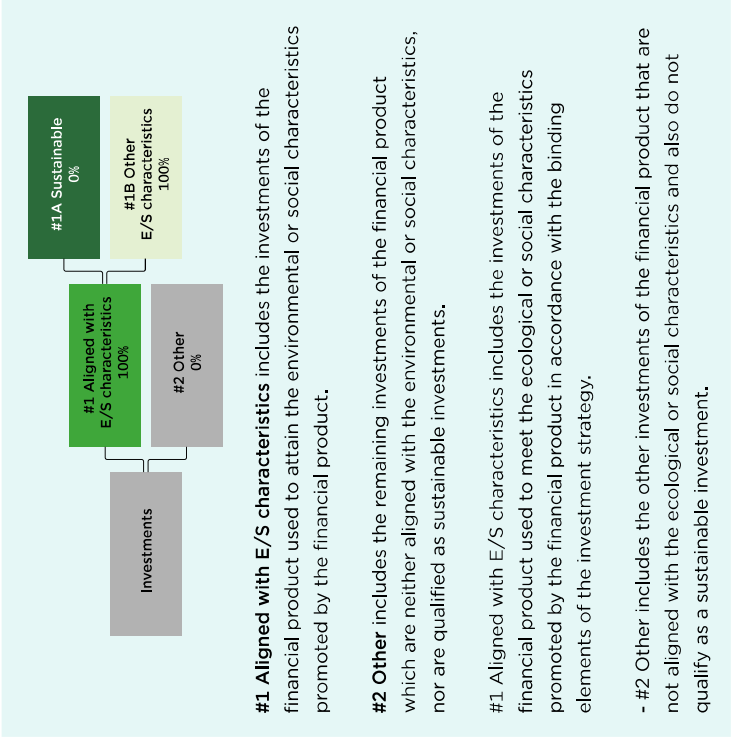 Investments
#1 Aligned with
E/S characteristics
100%
#2 Other
0%
#1A Sustainable
0%
#1B Other
E/S characteristics
100%
#1 Aligned with E/S characteristics includes the investments of the
financial product used to attain the environmental or social characteristics
promoted by the financial product.
#2 Other includes the remaining investments of the financial product
which are neither aligned with the environmental or social characteristics,
nor are qualified as sustainable investments.
#1 Aligned with E/S characteristics includes the investments of the
financial product used to meet the ecological or social characteristics
promoted by the financial product in accordance with the binding
elements of the investment strategy.
- #2 Other includes the other investments of the financial product that are
not aligned with the ecological or social characteristics and also do not
qualify as a sustainable investment.